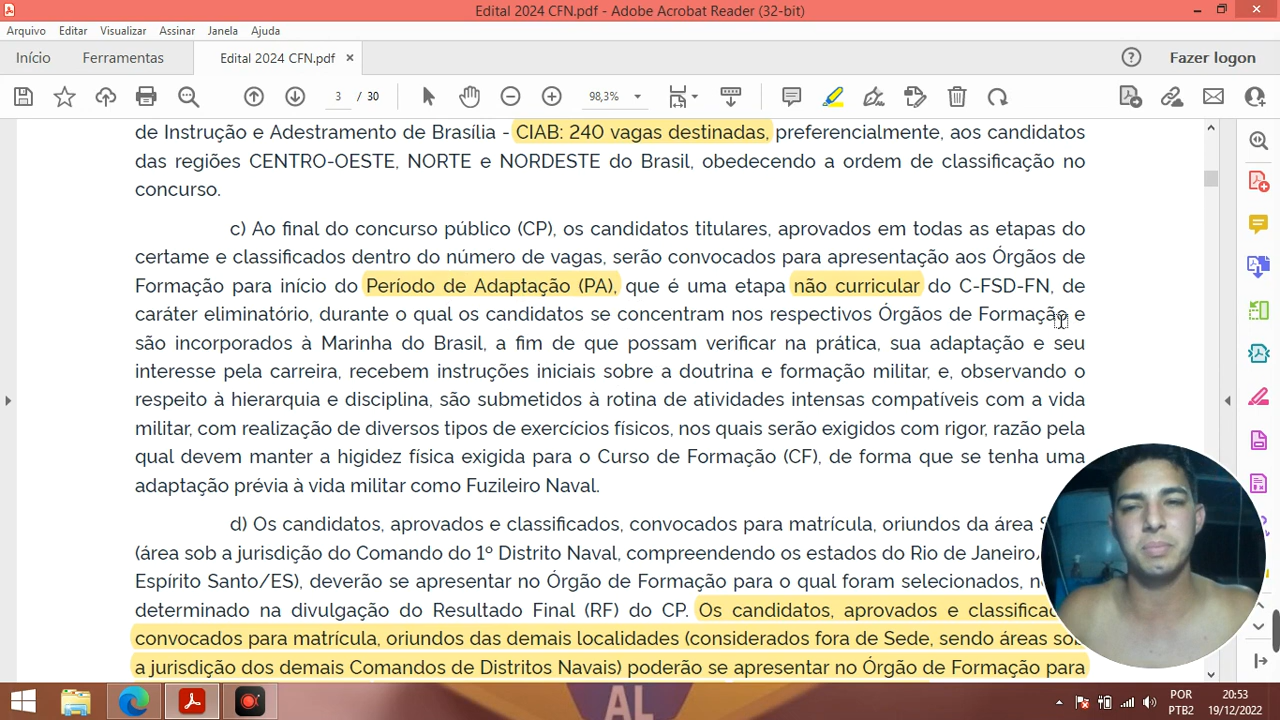 Edital 2024 CFN.pdf - Adobe Acrobat Reader (32-bit)
Arquivo Editar Visualizar Assinar Janela Ajuda
Início Ferramentas Edital 2024 CFN.pdf × Fazer logon
3 / 30 98,3%
de Instrução e Adestramento de Brasília - CIAB: 240 vagas destinadas, preferencialmente, aos candidatos
das regiões CENTRO-OESTE, NORTE e NORDESTE do Brasil, obedecendo a ordem de classificação no
concurso.
c) Ao final do concurso público (CP), os candidatos titulares, aprovados em todas as etapas do
certame e classificados dentro do número de vagas, serão convocados para apresentação aos Órgãos de
Formação para início do Período de Adaptação (PA), que é uma etapa não curricular do C-FSD-FN, de
caráter eliminatório, durante o qual os candidatos se concentram nos respectivos Órgãos de Formação e
são incorporados à Marinha do Brasil, a fim de que possam verificar na prática, sua adaptação e seu
interesse pela carreira, recebem instruções iniciais sobre a doutrina e formação militar, e, observando o
respeito à hierarquia e disciplina, são submetidos à rotina de atividades intensas compatíveis com a vida
militar, com realização de diversos tipos de exercícios físicos, nos quais serão exigidos com rigor, razão pela
qual devem manter a higidez física exigida para o Curso de Formação (CF), de forma que se tenha uma
adaptação prévia à vida militar como Fuzileiro Naval.
d) Os candidatos, aprovados e classificados, convocados para matrícula, oriundos da área
(área sob a jurisdição do Comando do 1º Distrito Naval, compreendendo os estados do Rio de Janeiro
Espírito Santo/ES), deverão se apresentar no Órgão de Formação para o qual foram selecionados,
determinado na divulgação do Resultado Final (RF) do CP. Os candidatos, aprovados e
convocados para matrícula, oriundos das demais localidades (considerados fora de Sede, sendo áreas
a jurisdição dos demais Comandos de Distritos Navais) poderão se apresentar no Órgão de Formação para
AL
POR 20:53
PTB2 19/12/2022